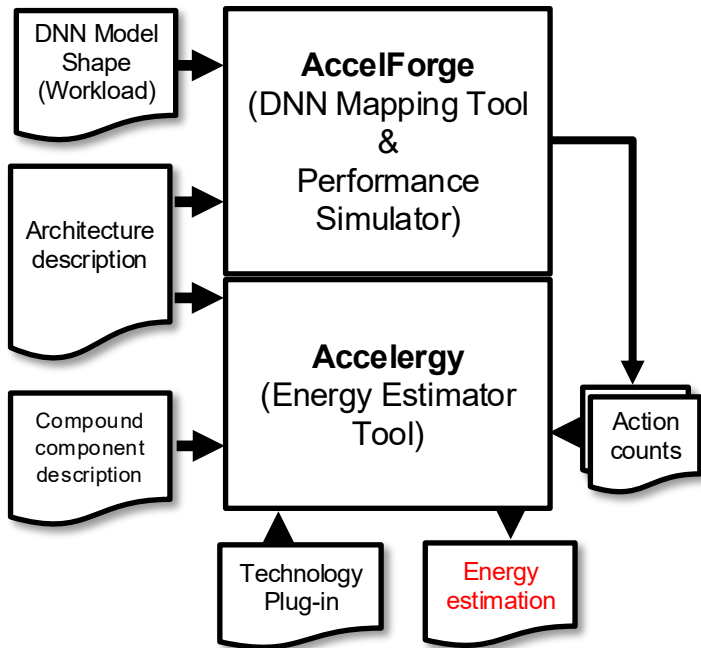 DNN Model
Shape
(Workload)
AccelForge
(DNN Mapping Tool
&
Performance
Simulator)
Architecture
description
Accelergy
(Energy Estimator
Tool)
Compound
component
description
Action
counts
Technology
Plug-in
Energy
estimation